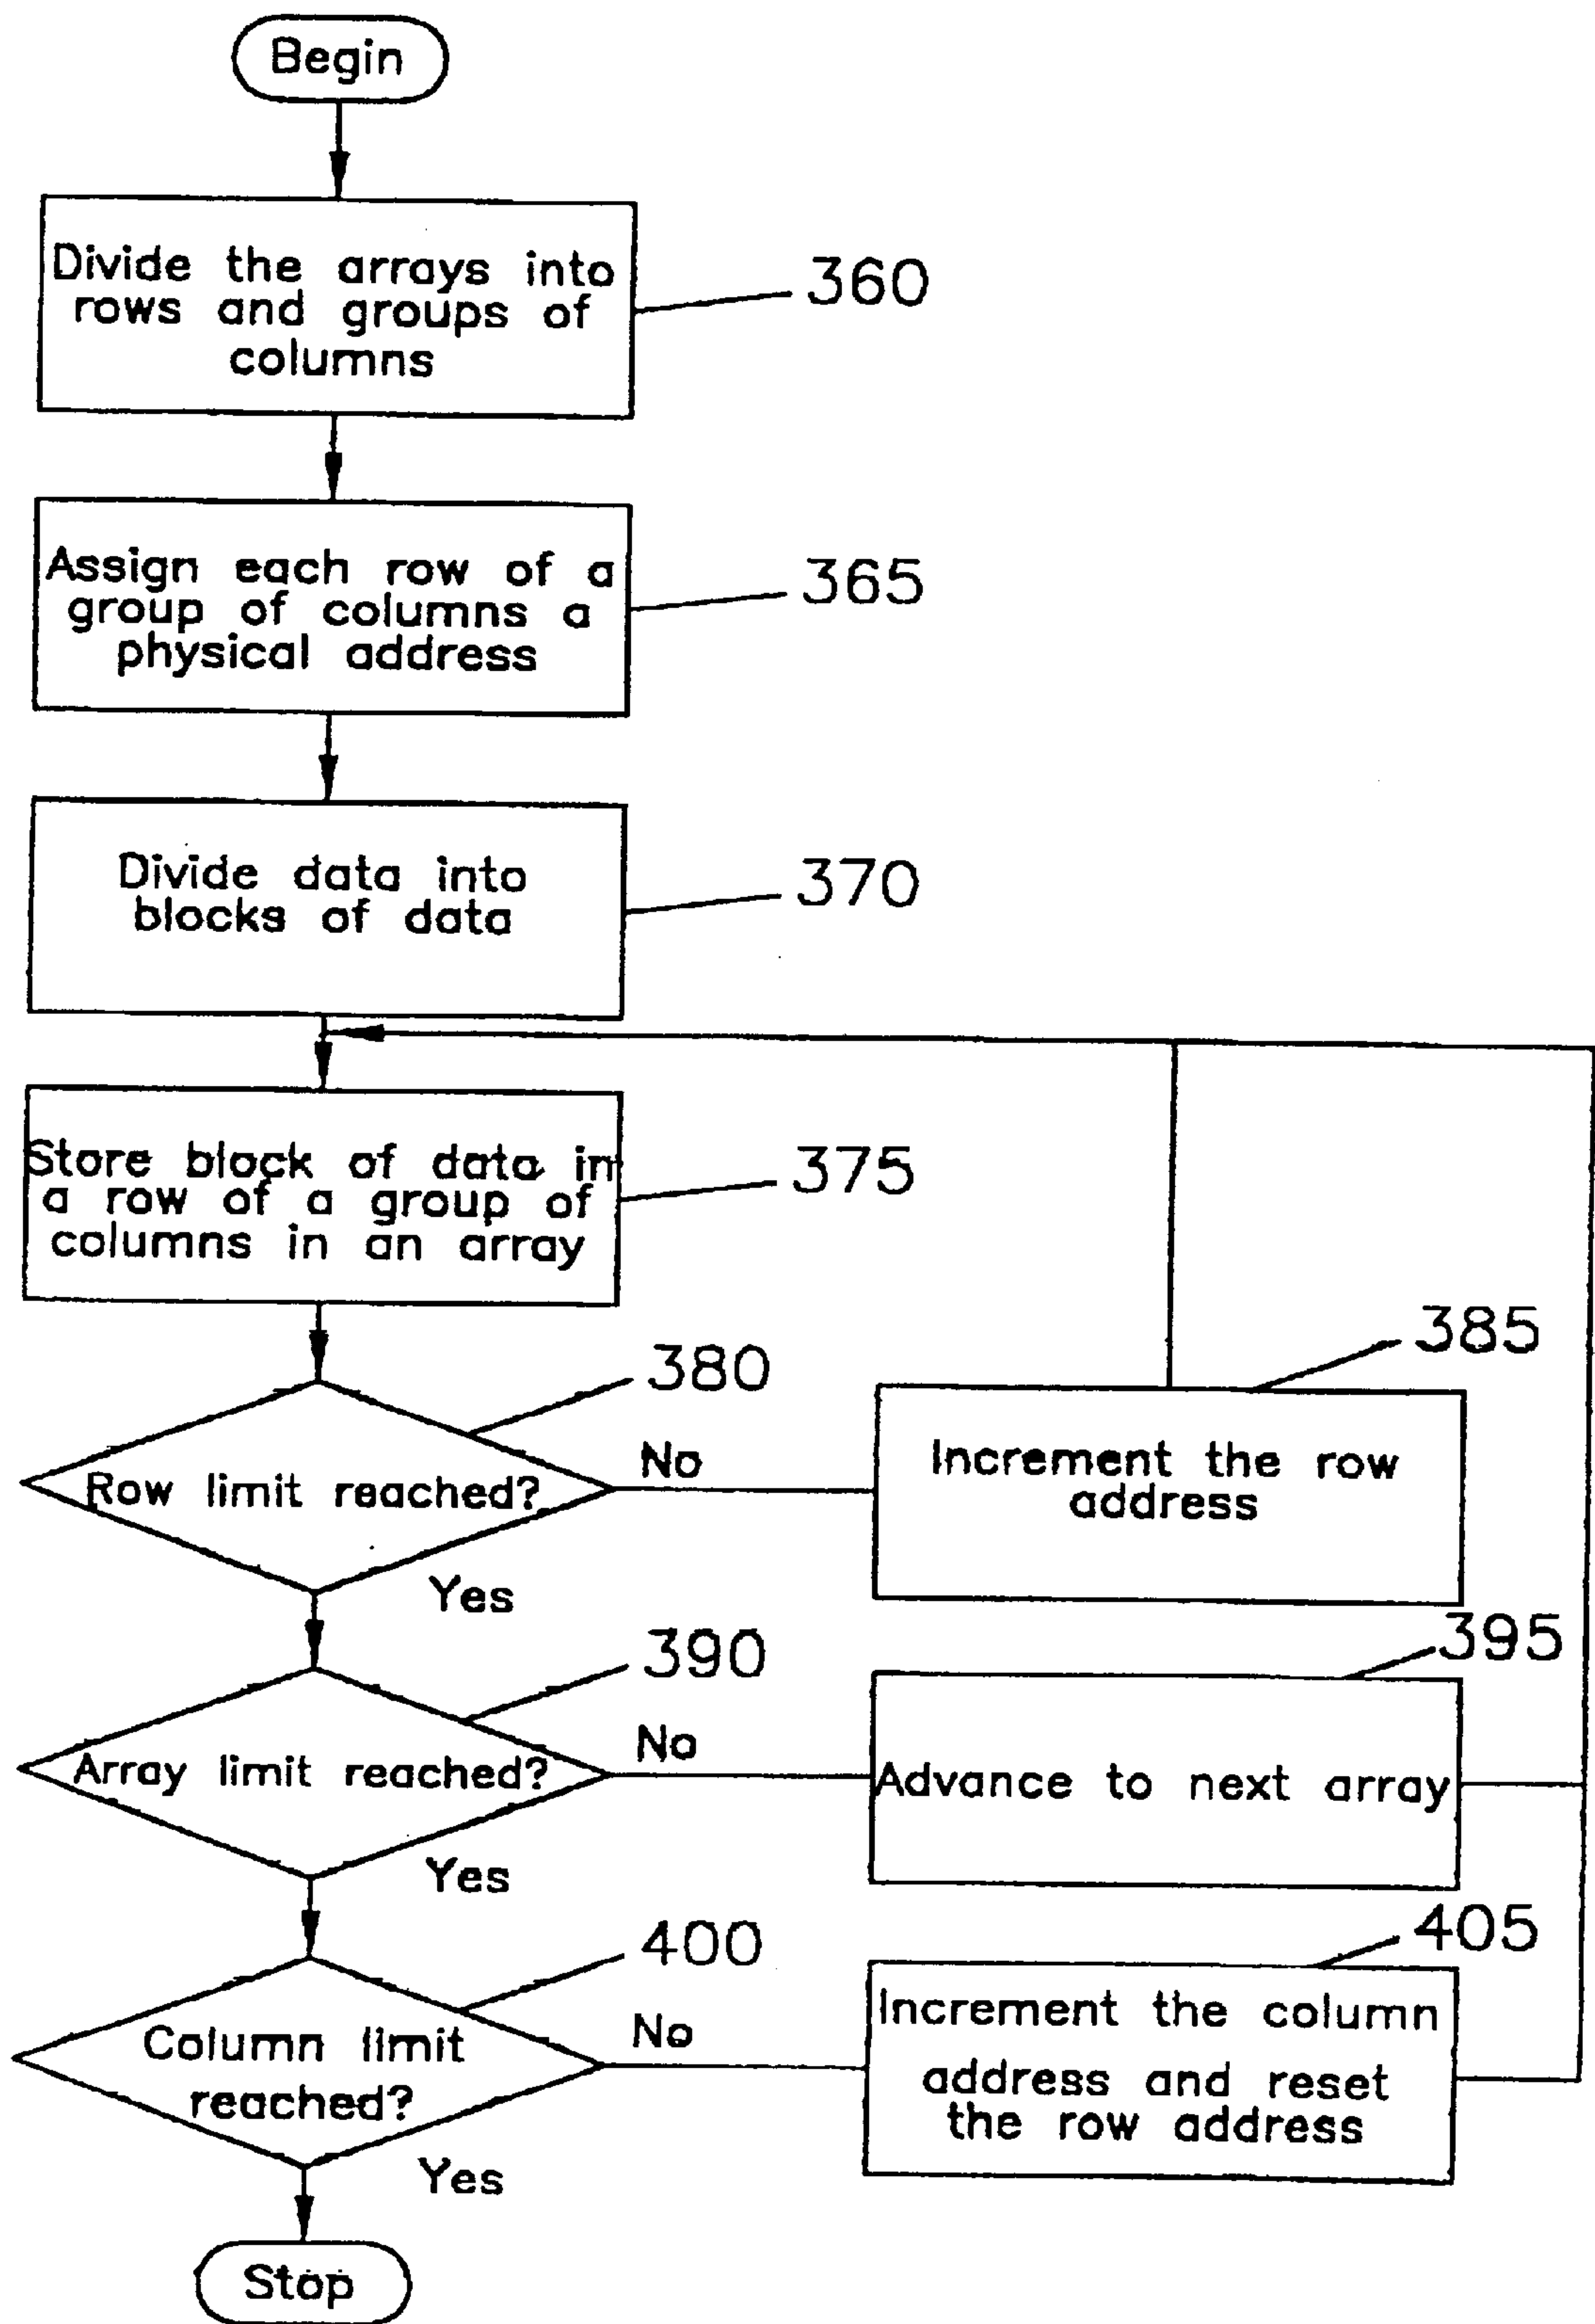 Begin
Divide the arrays into
rows and groups of
columns
360
Assign each row of a
group of columns a
physical address
365
Divide data into
blocks of data
370
Store block of data in
a row of a group of
columns in an array
375
380
Row limit reached?
No
Yes
385
Increment the row
address
390
Array limit reached?
No
Yes
395
Advance to next array
400
Column limit
reached?
No
Yes
405
Increment the column
address and reset
the row address
Stop